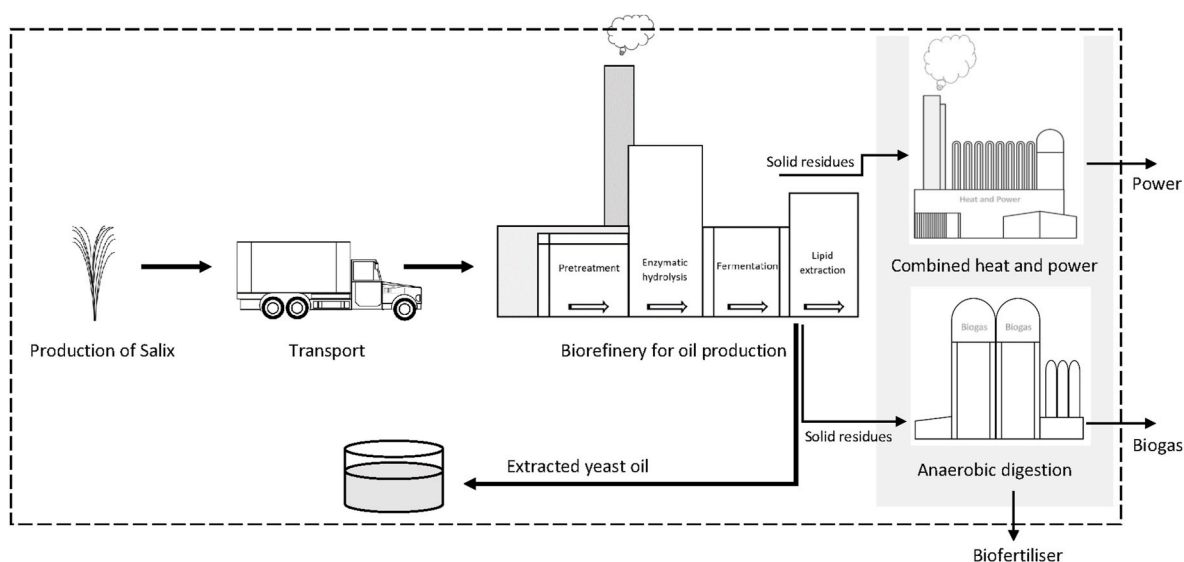 Solid residues
Power
Heat and Power
Pretreatment
Enzymatic
hydrolysis
Fermentation
Lipid
extraction
Combined heat and power
Production of Salix
Transport
Biorefinery for oil production
Biogas Biogas
Solid residues
Biogas
Extracted yeast oil
Anaerobic digestion
Biofertiliser